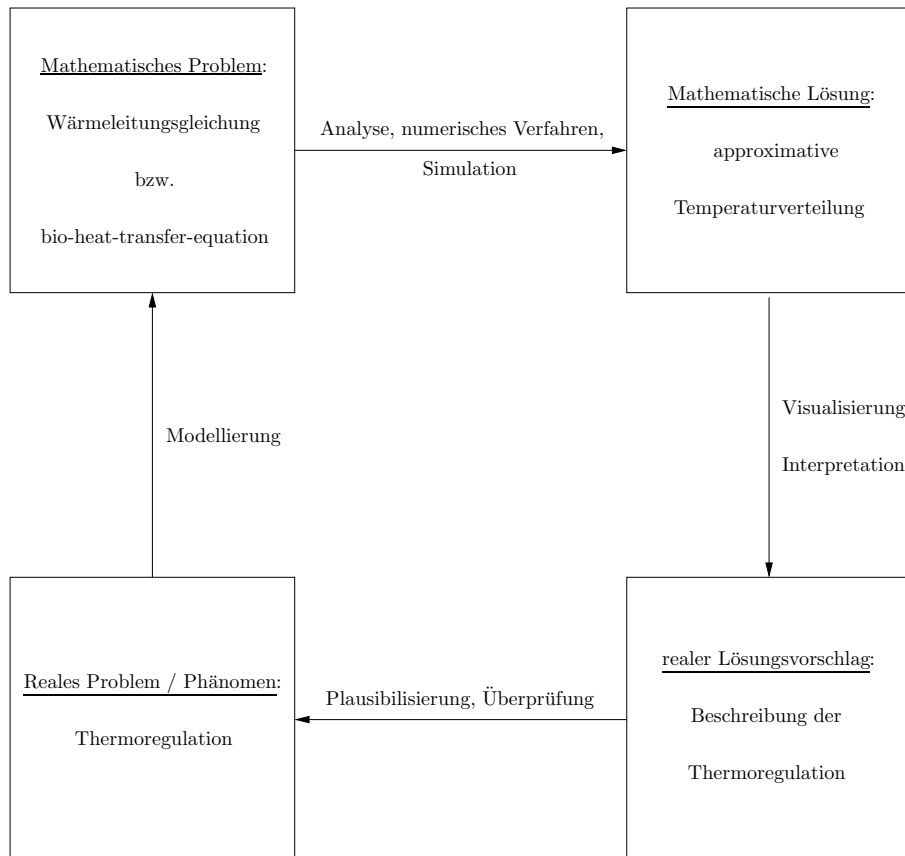 Mathematisches Problem:
Wärmeleitungsgleichung
bzw.
bio-heat-transfer-equation
Analyse, numerisches Verfahren,
Simulation
Mathematische Lösung:
approximative
Temperaturverteilung
Modellierung
Visualisierung
Interpretation
Reales Problem / Phänomen:
Thermoregulation
Plausibilisierung, Überprüfung
realer Lösungsvorschlag:
Beschreibung der
Thermoregulation